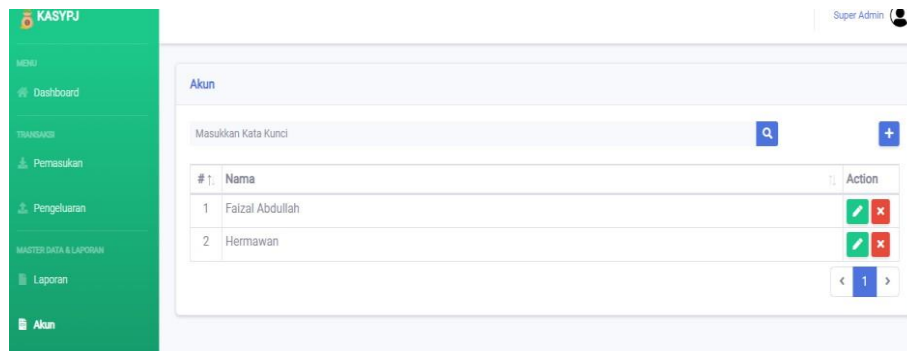 KASYPJ
Super Admin
MENU
Dashboard
TRANSAKSI
Pemasukan
Pengeluaran
MASTER DATA & LAPORAN
Laporan
Akun
Akun
Masukkan Kata Kunci
# Nama Action
1 Faizal Abdullah
2 Hermawan
‹ 1 ›